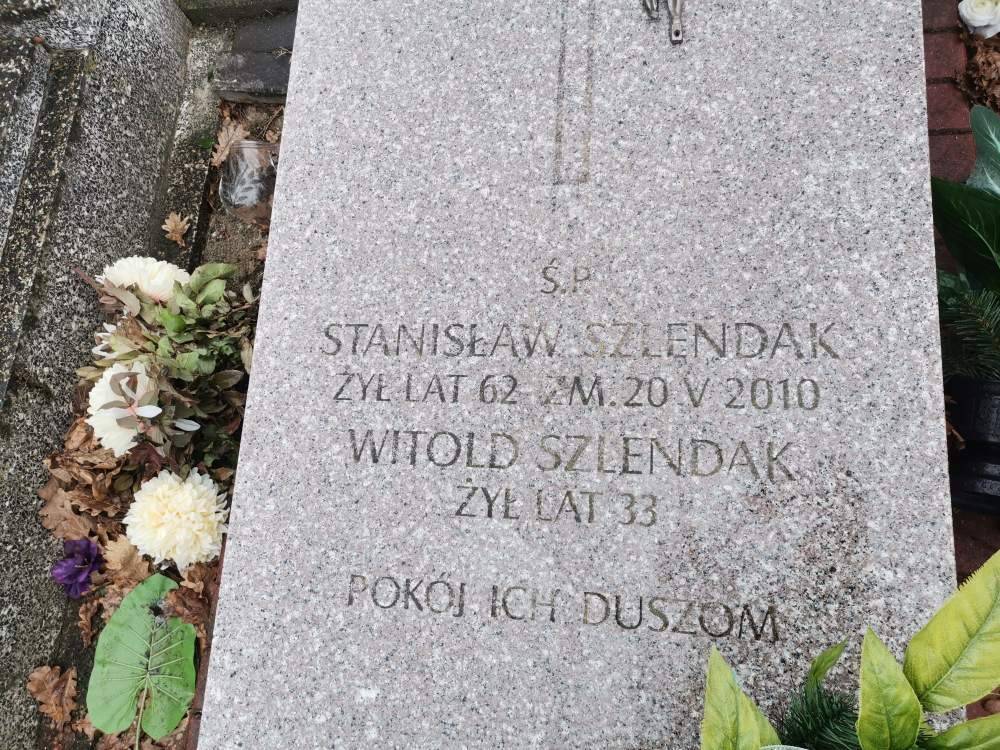 Ś.P.
STANISŁAW SZLENDAK
ŻYŁ LAT 62 ZM. 20 V 2010
WITOLD SZLENDAK
ŻYŁ LAT 33
POKÓJ ICH DUSZOM